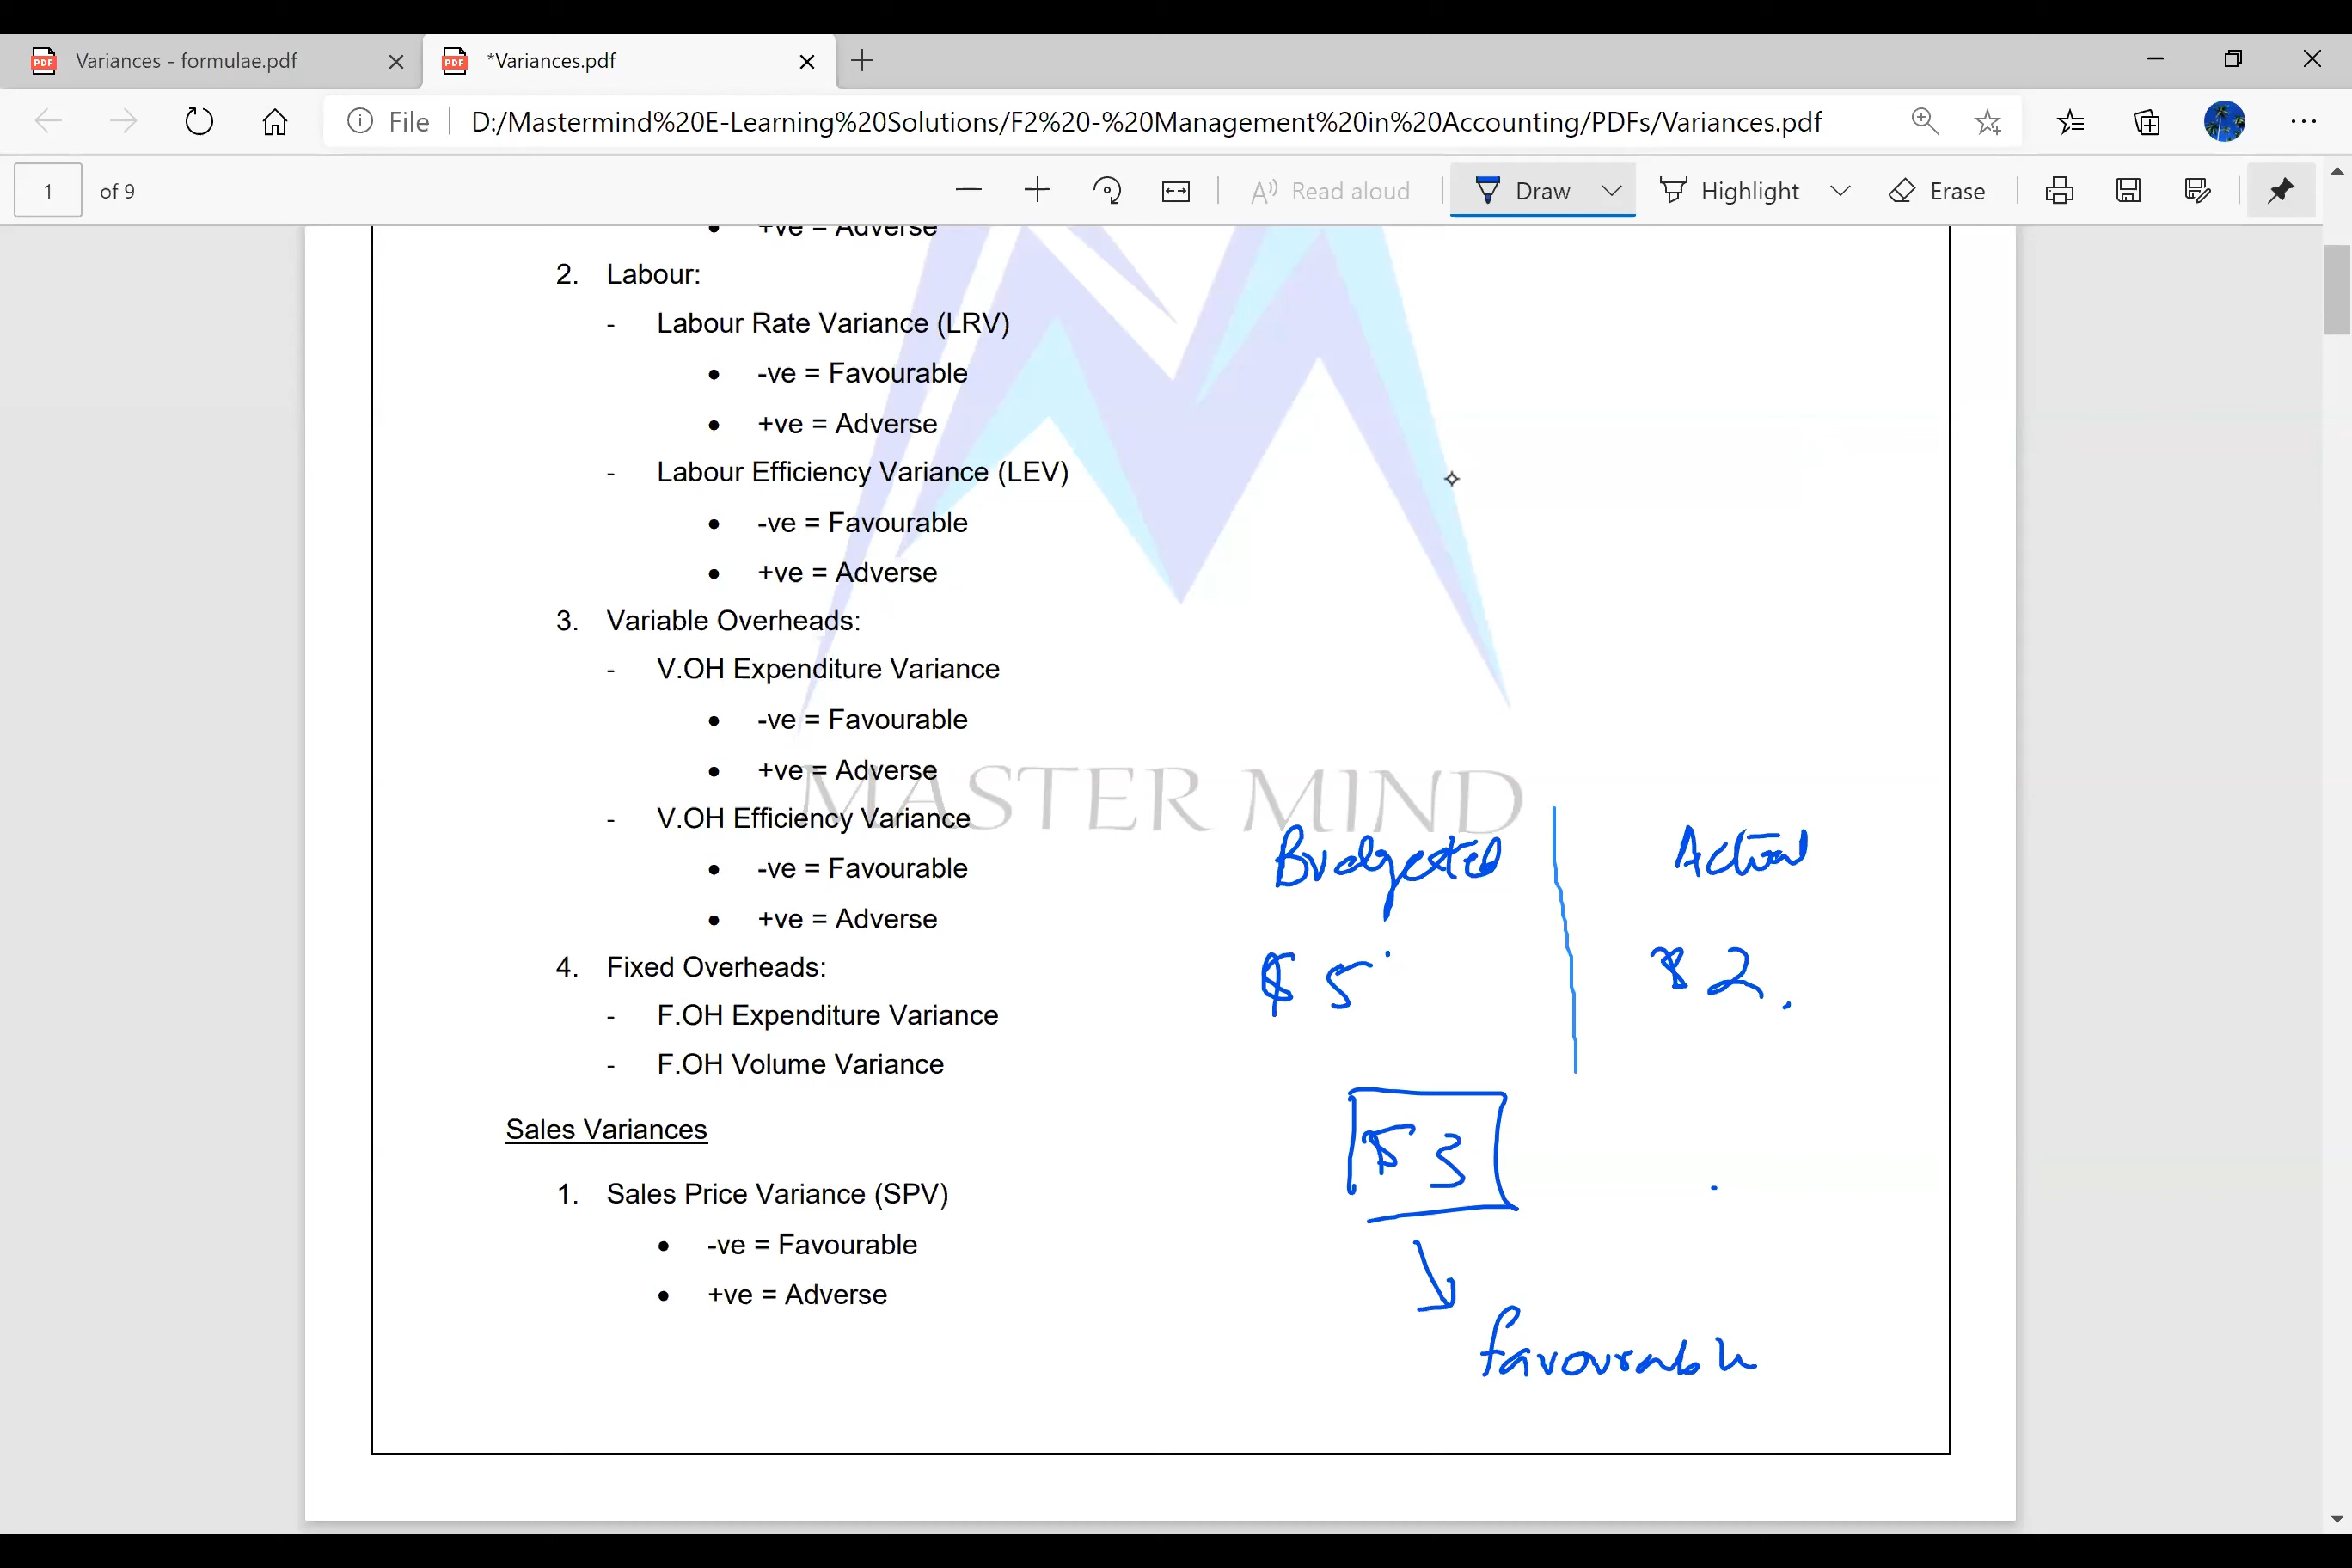 Variances - formulae.pdf
*Variances.pdf
File
D:/Mastermind%20E-Learning%20Solutions/F2%20-%20Management%20in%20Accounting/PDFs/Variances.pdf
1 of 9
Read aloud
Draw
Highlight
Erase
• +ve = Adverse
2. Labour:
- Labour Rate Variance (LRV)
• -ve = Favourable
• +ve = Adverse
- Labour Efficiency Variance (LEV)
• -ve = Favourable
• +ve = Adverse
3. Variable Overheads:
- V.OH Expenditure Variance
• -ve = Favourable
• +ve = Adverse
MASTER MIND
- V.OH Efficiency Variance
• -ve = Favourable
• +ve = Adverse
4. Fixed Overheads:
- F.OH Expenditure Variance
- F.OH Volume Variance
Sales Variances
1. Sales Price Variance (SPV)
• -ve = Favourable
• +ve = Adverse
Budgeted
Actual
$ 5
$ 2
$ 3
favourable